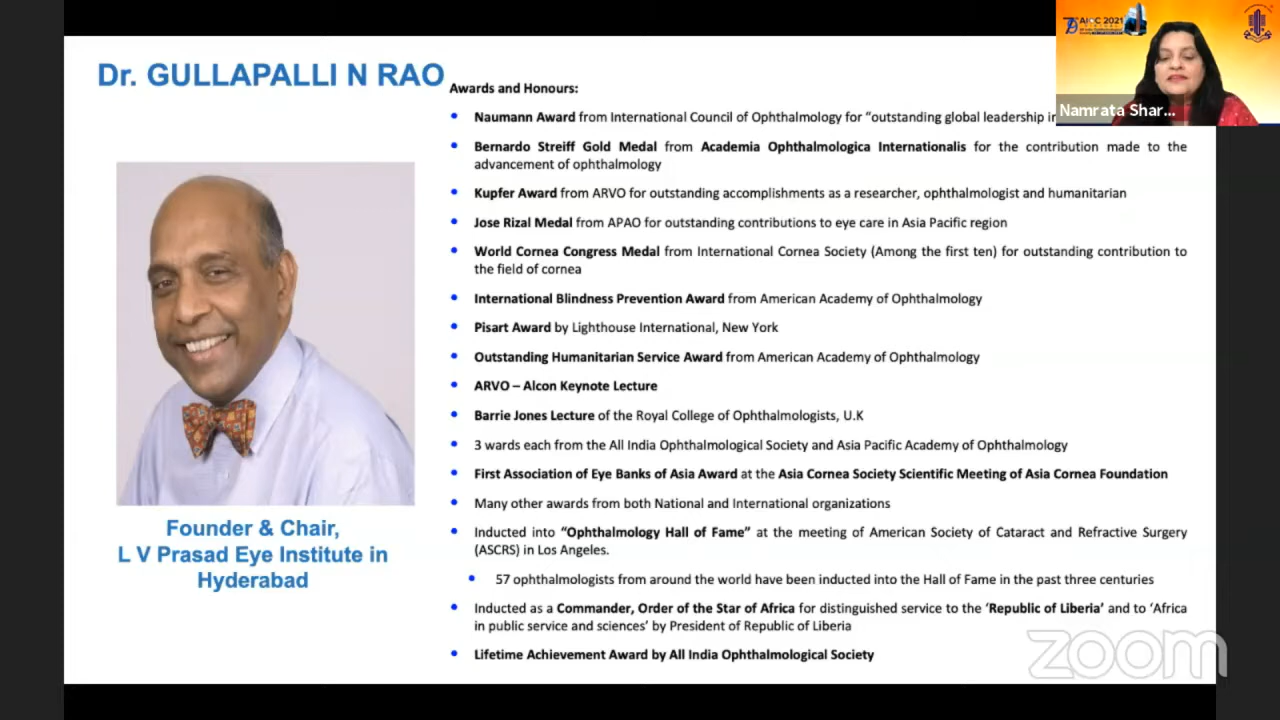 Dr. GULLAPALLI N RAO
Awards and Honours:
• Naumann Award from International Council of Ophthalmology for “outstanding global leadership in
• Bernardo Streiff Gold Medal from Academia Ophthalmologica Internationalis for the contribution made to the
advancement of ophthalmology
• Kupfer Award from ARVO for outstanding accomplishments as a researcher, ophthalmologist and humanitarian
• Jose Rizal Medal from APAO for outstanding contributions to eye care in Asia Pacific region
• World Cornea Congress Medal from International Cornea Society (Among the first ten) for outstanding contribution to
the field of cornea
• International Blindness Prevention Award from American Academy of Ophthalmology
• Pisart Award by Lighthouse International, New York
• Outstanding Humanitarian Service Award from American Academy of Ophthalmology
• ARVO – Alcon Keynote Lecture
• Barrie Jones Lecture of the Royal College of Ophthalmologists, U.K
• 3 wards each from the All India Ophthalmological Society and Asia Pacific Academy of Ophthalmology
• First Association of Eye Banks of Asia Award at the Asia Cornea Society Scientific Meeting of Asia Cornea Foundation
• Many other awards from both National and International organizations
• Inducted into “Ophthalmology Hall of Fame” at the meeting of American Society of Cataract and Refractive Surgery
(ASCRS) in Los Angeles.
• 57 ophthalmologists from around the world have been inducted into the Hall of Fame in the past three centuries
• Inducted as a Commander, Order of the Star of Africa for distinguished service to the ‘Republic of Liberia’ and to ‘Africa
in public service and sciences’ by President of Republic of Liberia
• Lifetime Achievement Award by All India Ophthalmological Society
Founder & Chair,
L V Prasad Eye Institute in
Hyderabad
AIOC 2021
Namrata Shar...
zoom